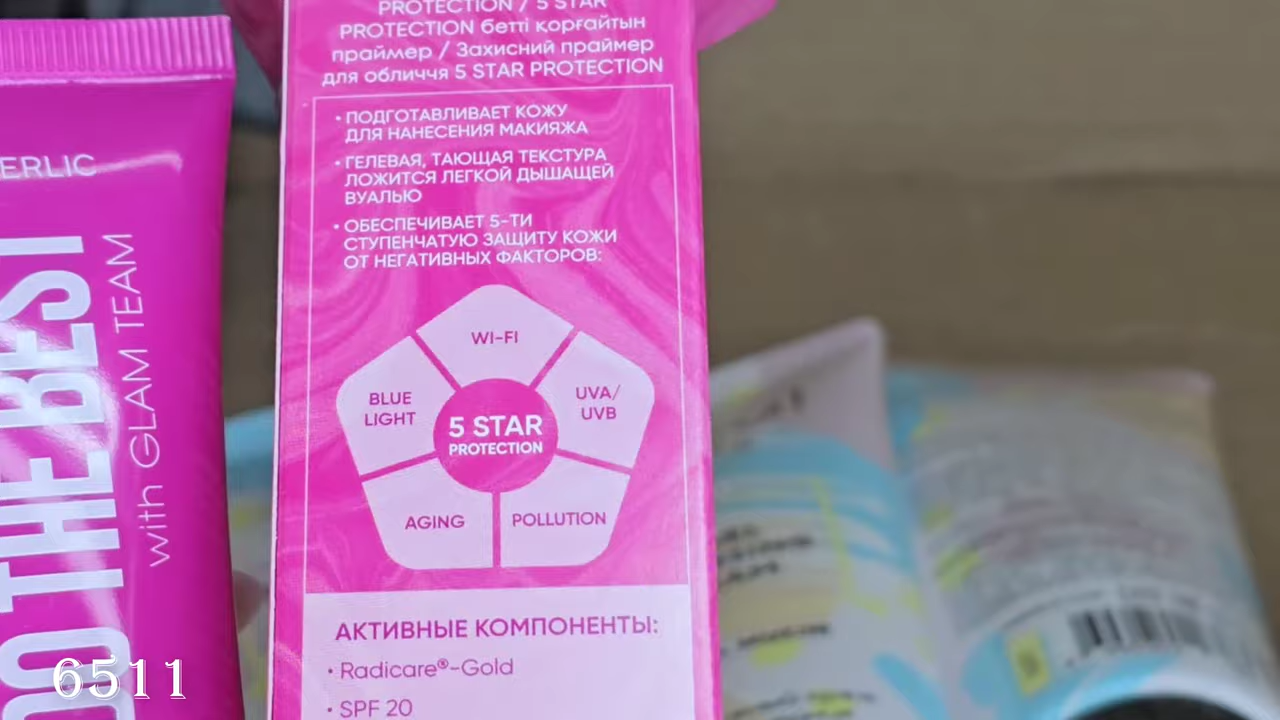 ERLIC
DO THE BEST
with GLAM TEAM
PROTECTION / 5 STAR
PROTECTION бетті қорғайтын
праймер / Захисний праймер
для обличчя 5 STAR PROTECTION
• ПОДГОТАВЛИВАЕТ КОЖУ
ДЛЯ НАНЕСЕНИЯ МАКИЯЖА
• ГЕЛЕВАЯ, ТАЮЩАЯ ТЕКСТУРА
ЛОЖИТСЯ ЛЕГКОЙ ДЫШАЩЕЙ
ВУАЛЬЮ
• ОБЕСПЕЧИВАЕТ 5-ТИ
СТУПЕНЧАТУЮ ЗАЩИТУ КОЖИ
ОТ НЕГАТИВНЫХ ФАКТОРОВ:
WI-FI
BLUE
LIGHT
UVA/
UVB
5 STAR
PROTECTION
AGING
POLLUTION
АКТИВНЫЕ КОМПОНЕНТЫ:
• Radicare®-Gold
• SPF 20
6511